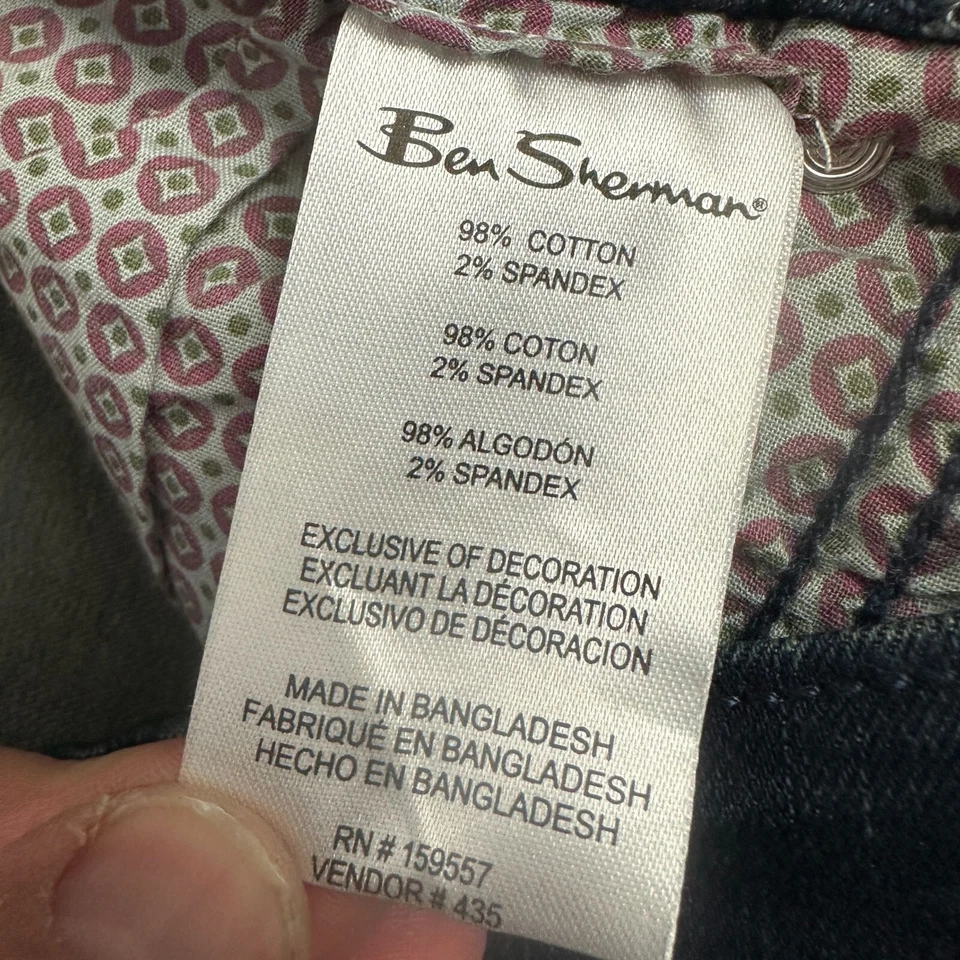 Ben Sherman®
98% COTTON
2% SPANDEX
98% COTON
2% SPANDEX
98% ALGODÓN
2% SPANDEX
EXCLUSIVE OF DECORATION
EXCLUANT LA DÉCORATION
EXCLUSIVO DE DÉCORACION
MADE IN BANGLADESH
FABRIQUÉ EN BANGLADESH
HECHO EN BANGLADESH
RN # 159557
VENDOR # 435